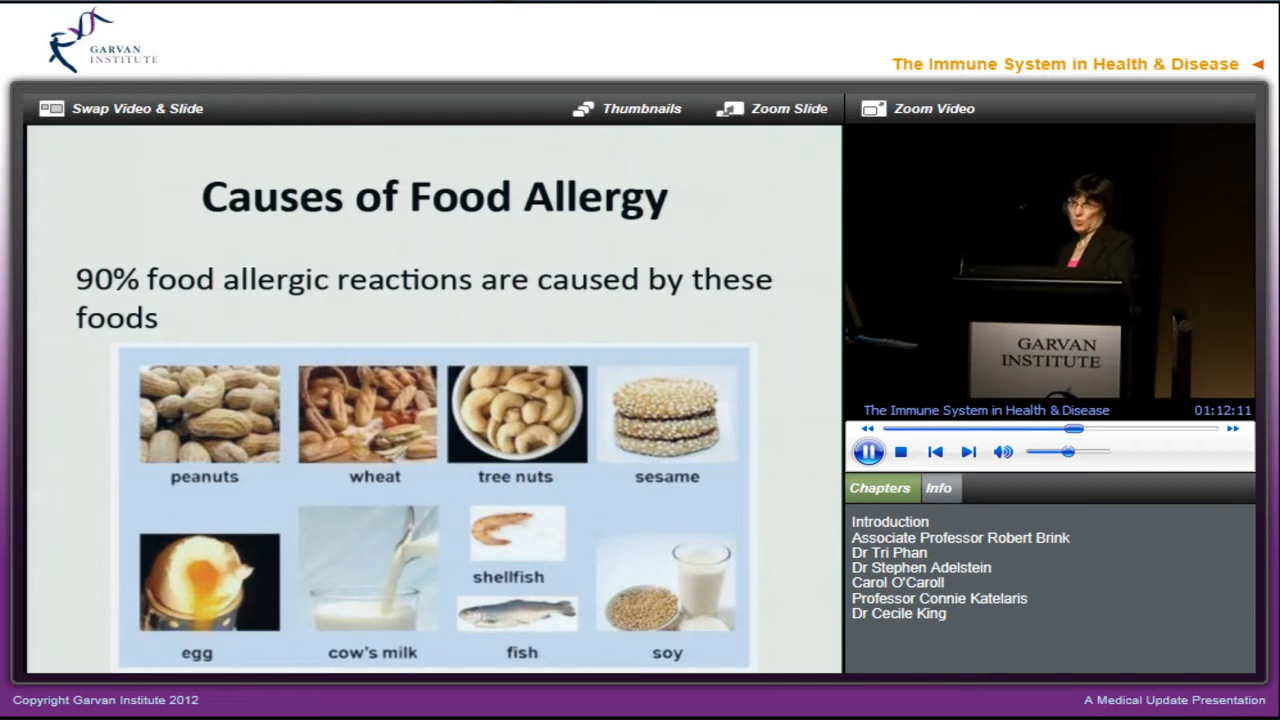 GARVAN
INSTITUTE
The Immune System in Health & Disease
Swap Video & Slide
Thumbnails
Zoom Slide
Zoom Video
Causes of Food Allergy
90% food allergic reactions are caused by these
foods
peanuts
wheat
tree nuts
sesame
shellfish
egg
cow's milk
fish
soy
GARVAN
INSTITUTE
The Immune System in Health & Disease
01:12:11
Chapters
Info
Introduction
Associate Professor Robert Brink
Dr Tri Phan
Dr Stephen Adelstein
Carol O'Caroll
Professor Connie Katelaris
Dr Cecile King
Copyright Garvan Institute 2012
A Medical Update Presentation